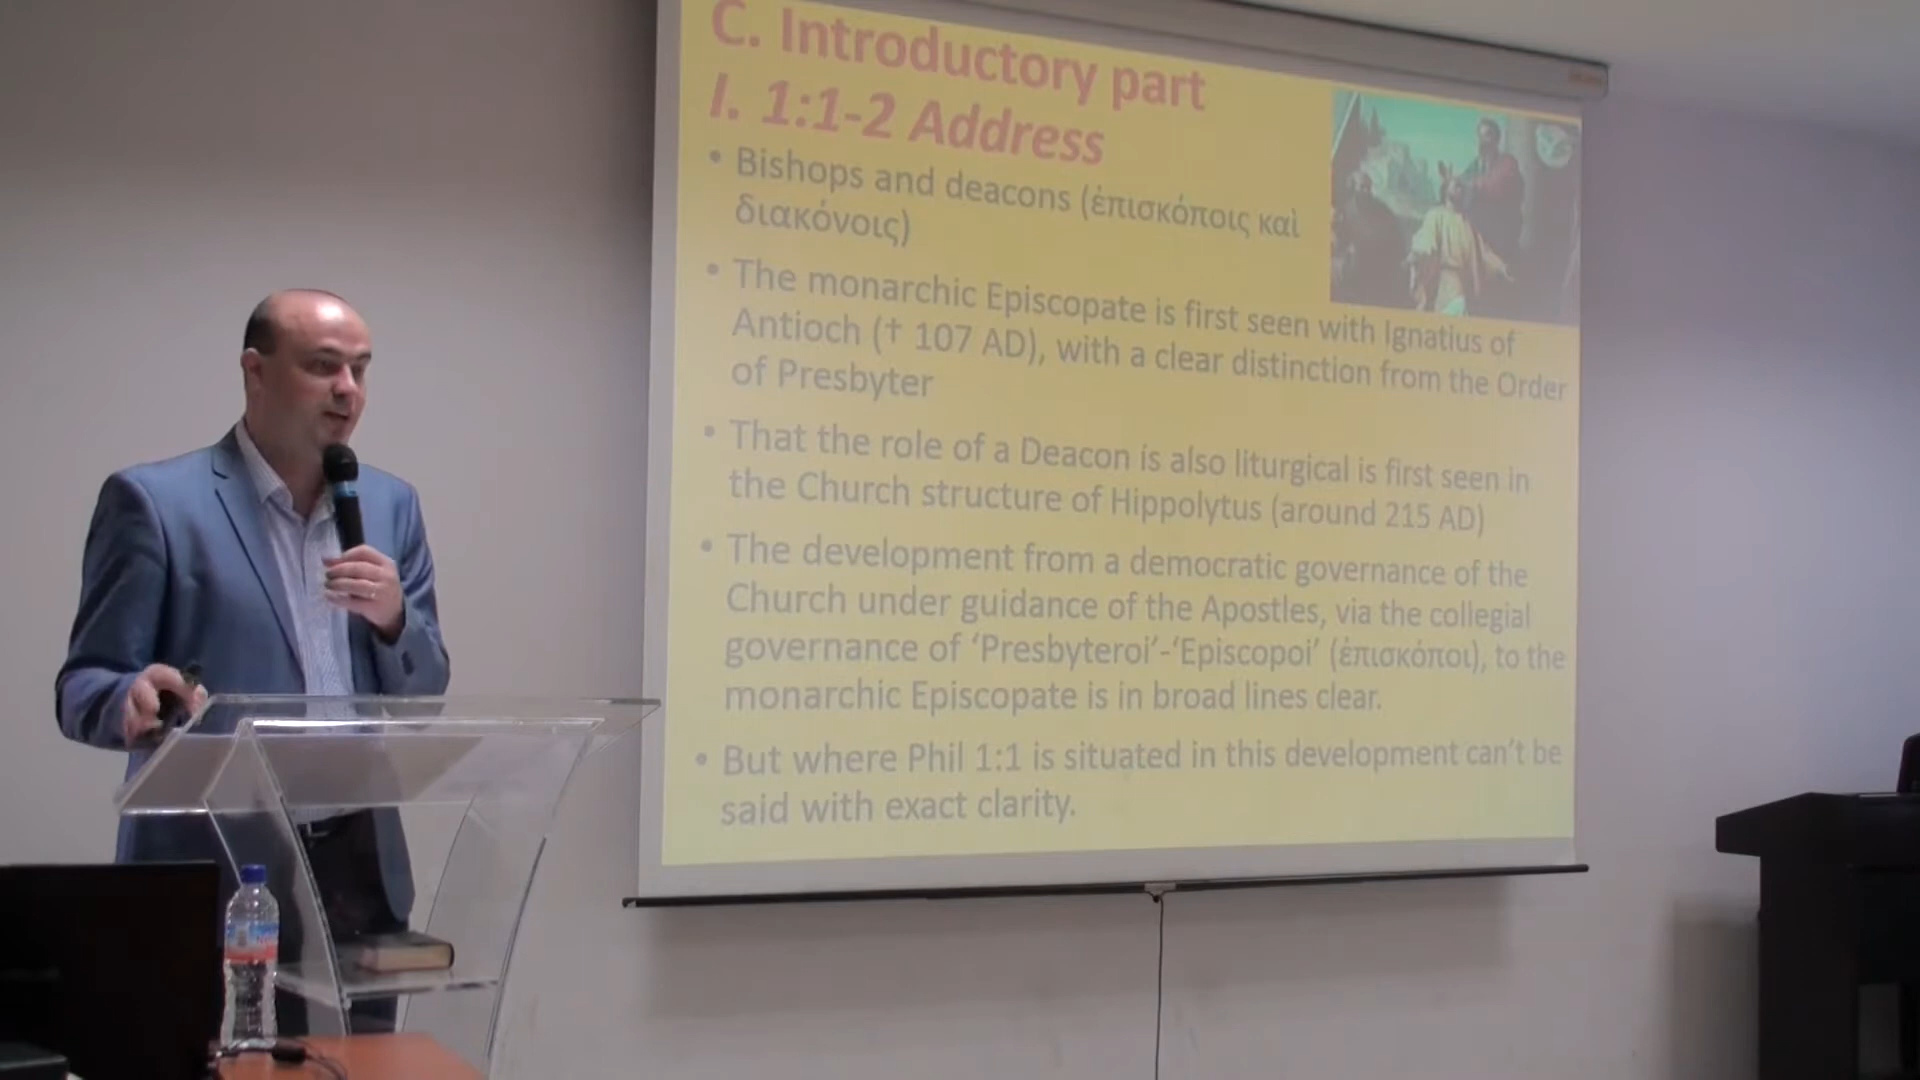 C. Introductory part
I. 1:1-2 Address
• Bishops and deacons (ἐπισκόποις καὶ
διακόνοις)
• The monarchic Episcopate is first seen with Ignatius of
Antioch († 107 AD), with a clear distinction from the Order
of Presbyter
• That the role of a Deacon is also liturgical is first seen in
the Church structure of Hippolytus (around 215 AD)
• The development from a democratic governance of the
Church under guidance of the Apostles, via the collegial
governance of ‘Presbyteroi’-‘Episcopoi’ (ἐπισκόποι), to the
monarchic Episcopate is in broad lines clear.
• But where Phil 1:1 is situated in this development can’t be
said with exact clarity.